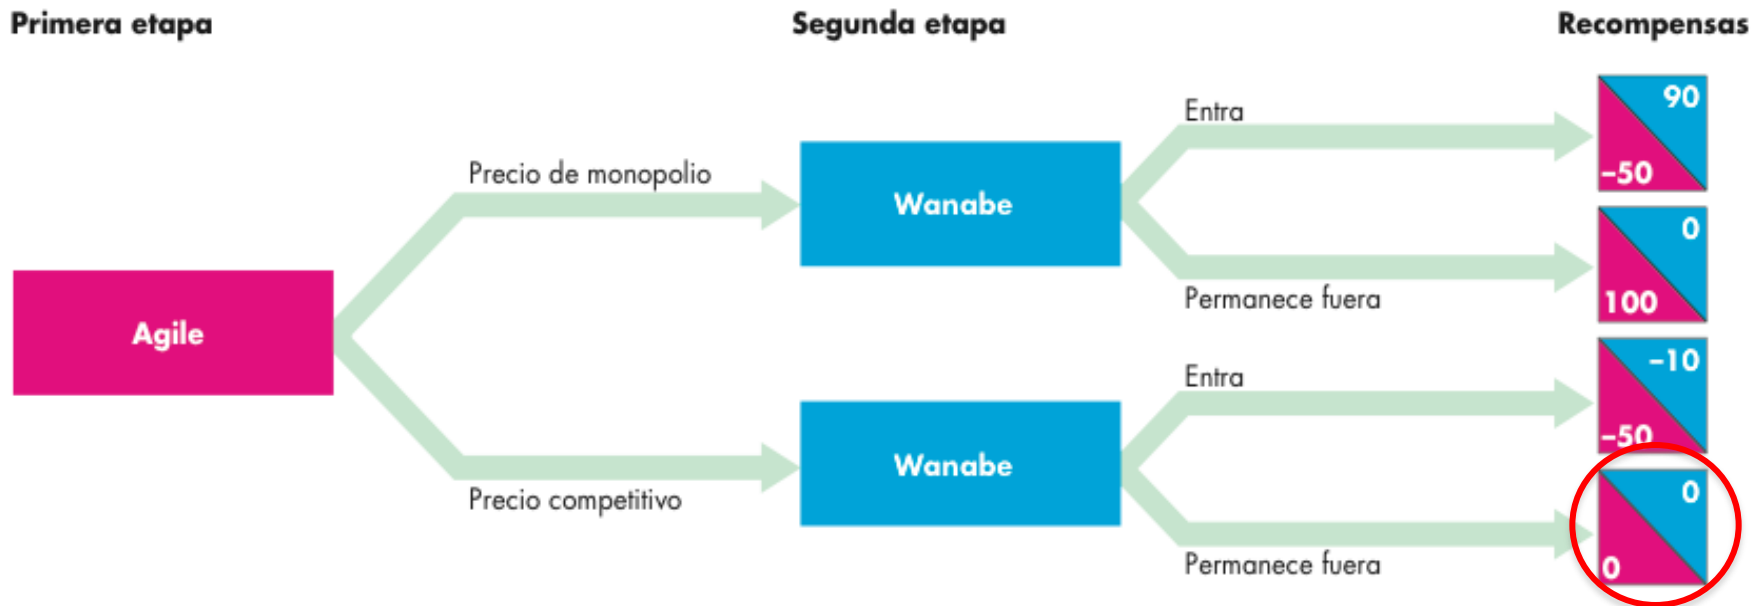 Primera etapa
Segunda etapa
Recompensas
Entra
90
–50
Precio de monopolio
Wanabe
0
100
Permanece fuera
Agile
Entra
–10
–50
Wanabe
Precio competitivo
0
0
Permanece fuera